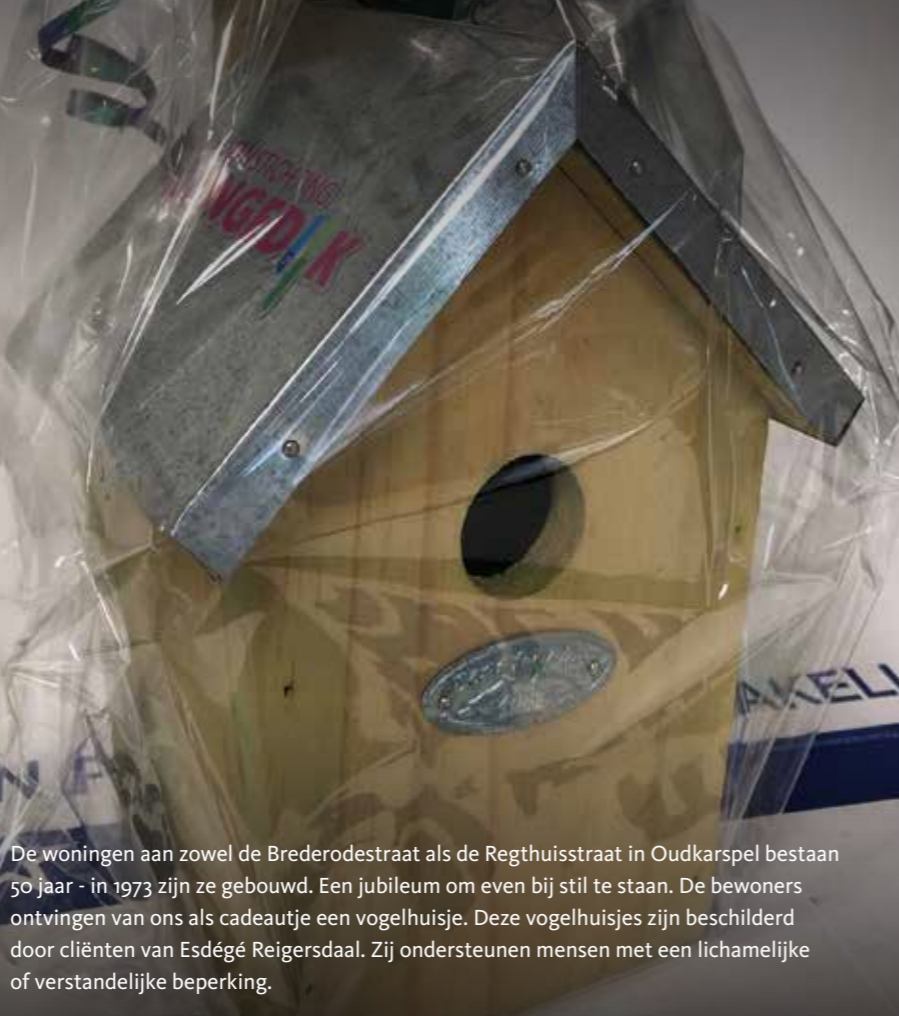 De woningen aan zowel de Brederodestraat als de Regthuisstraat in Oudkarspel bestaan
50 jaar - in 1973 zijn ze gebouwd. Een jubileum om even bij stil te staan. De bewoners
ontvingen van ons als cadeautje een vogelhuisje. Deze vogelhuisjes zijn beschilderd
door cliënten van Esdégé Reigersdaal. Zij ondersteunen mensen met een lichamelijke
of verstandelijke beperking.